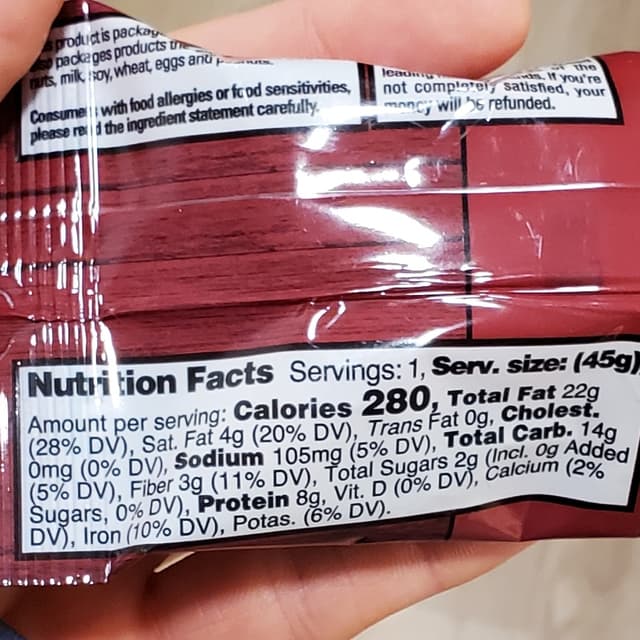 product is packag
packages products
nuts, milk, soy, wheat, eggs and
Consumers with food allergies or food sensitivities,
please read the ingredient statement carefully.
the
If you're
not completely satisfied, your
money will be refunded.
Nutrition Facts Servings: 1, Serv. size: (45g)
Amount per serving: Calories 280, Total Fat 22g
(28% DV), Sat. Fat 4g (20% DV), Trans Fat 0g, Cholest.
0mg (0% DV), Sodium 105mg (5% DV), Total Carb. 14g
(5% DV), Fiber 3g (11% DV), Total Sugars 2g (Incl. 0g Added
Sugars, 0% DV), Protein 8g, Vit. D (0% DV), Calcium (2%
DV), Iron (10% DV), Potas. (6% DV).